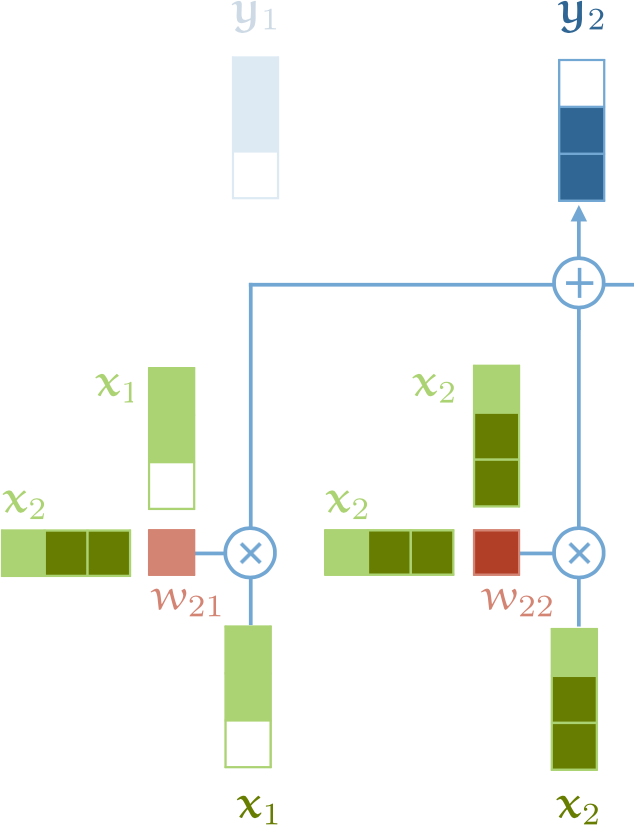 y₁ y₂
+
x₁ x₂
x₂ x₂
× ×
w₂₁ w₂₂
x₁ x₂